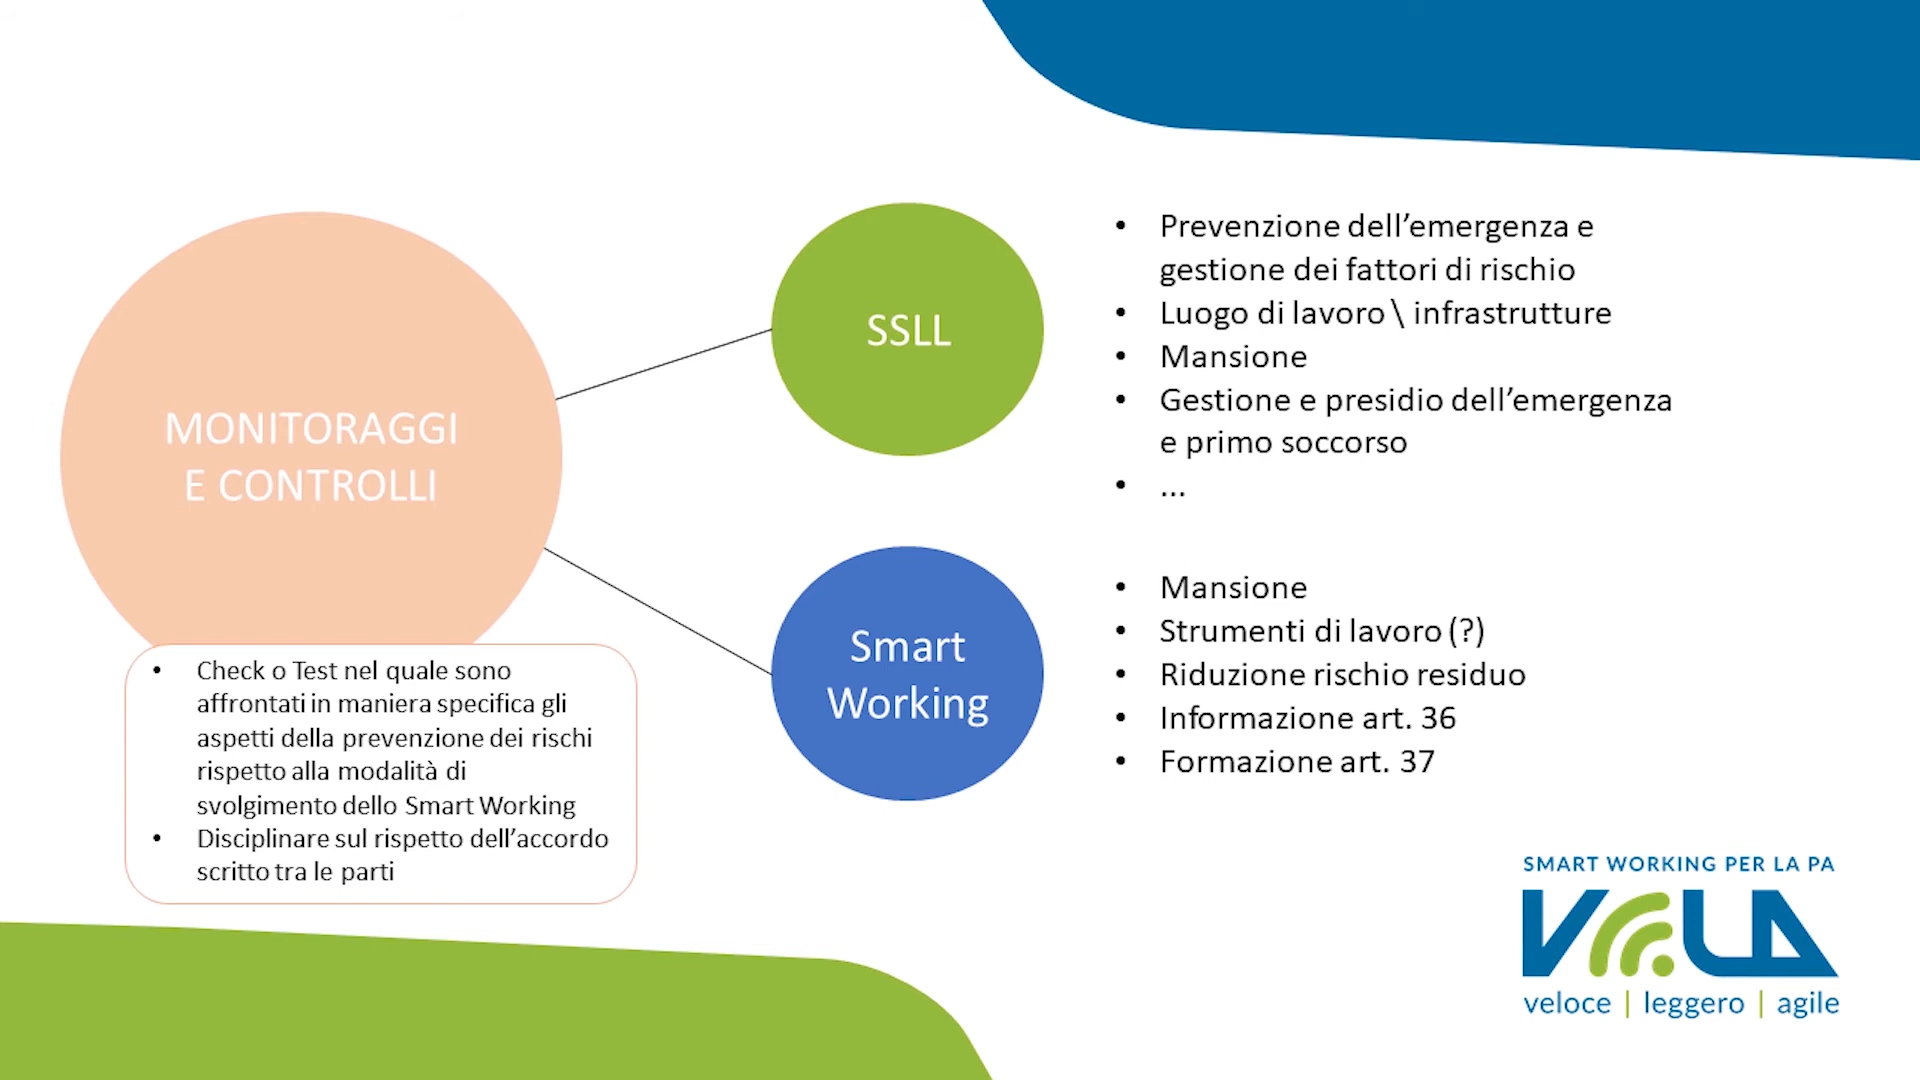 MONITORAGGI
E CONTROLLI
• Check o Test nel quale sono
affrontati in maniera specifica gli
aspetti della prevenzione dei rischi
rispetto alla modalità di
svolgimento dello Smart Working
• Disciplinare sul rispetto dell’accordo
scritto tra le parti
SSLL
• Prevenzione dell’emergenza e
gestione dei fattori di rischio
• Luogo di lavoro \ infrastrutture
• Mansione
• Gestione e presidio dell’emergenza
e primo soccorso
• ...
Smart
Working
• Mansione
• Strumenti di lavoro (?)
• Riduzione rischio residuo
• Informazione art. 36
• Formazione art. 37
SMART WORKING PER LA PA
VeLA
veloce | leggero | agile